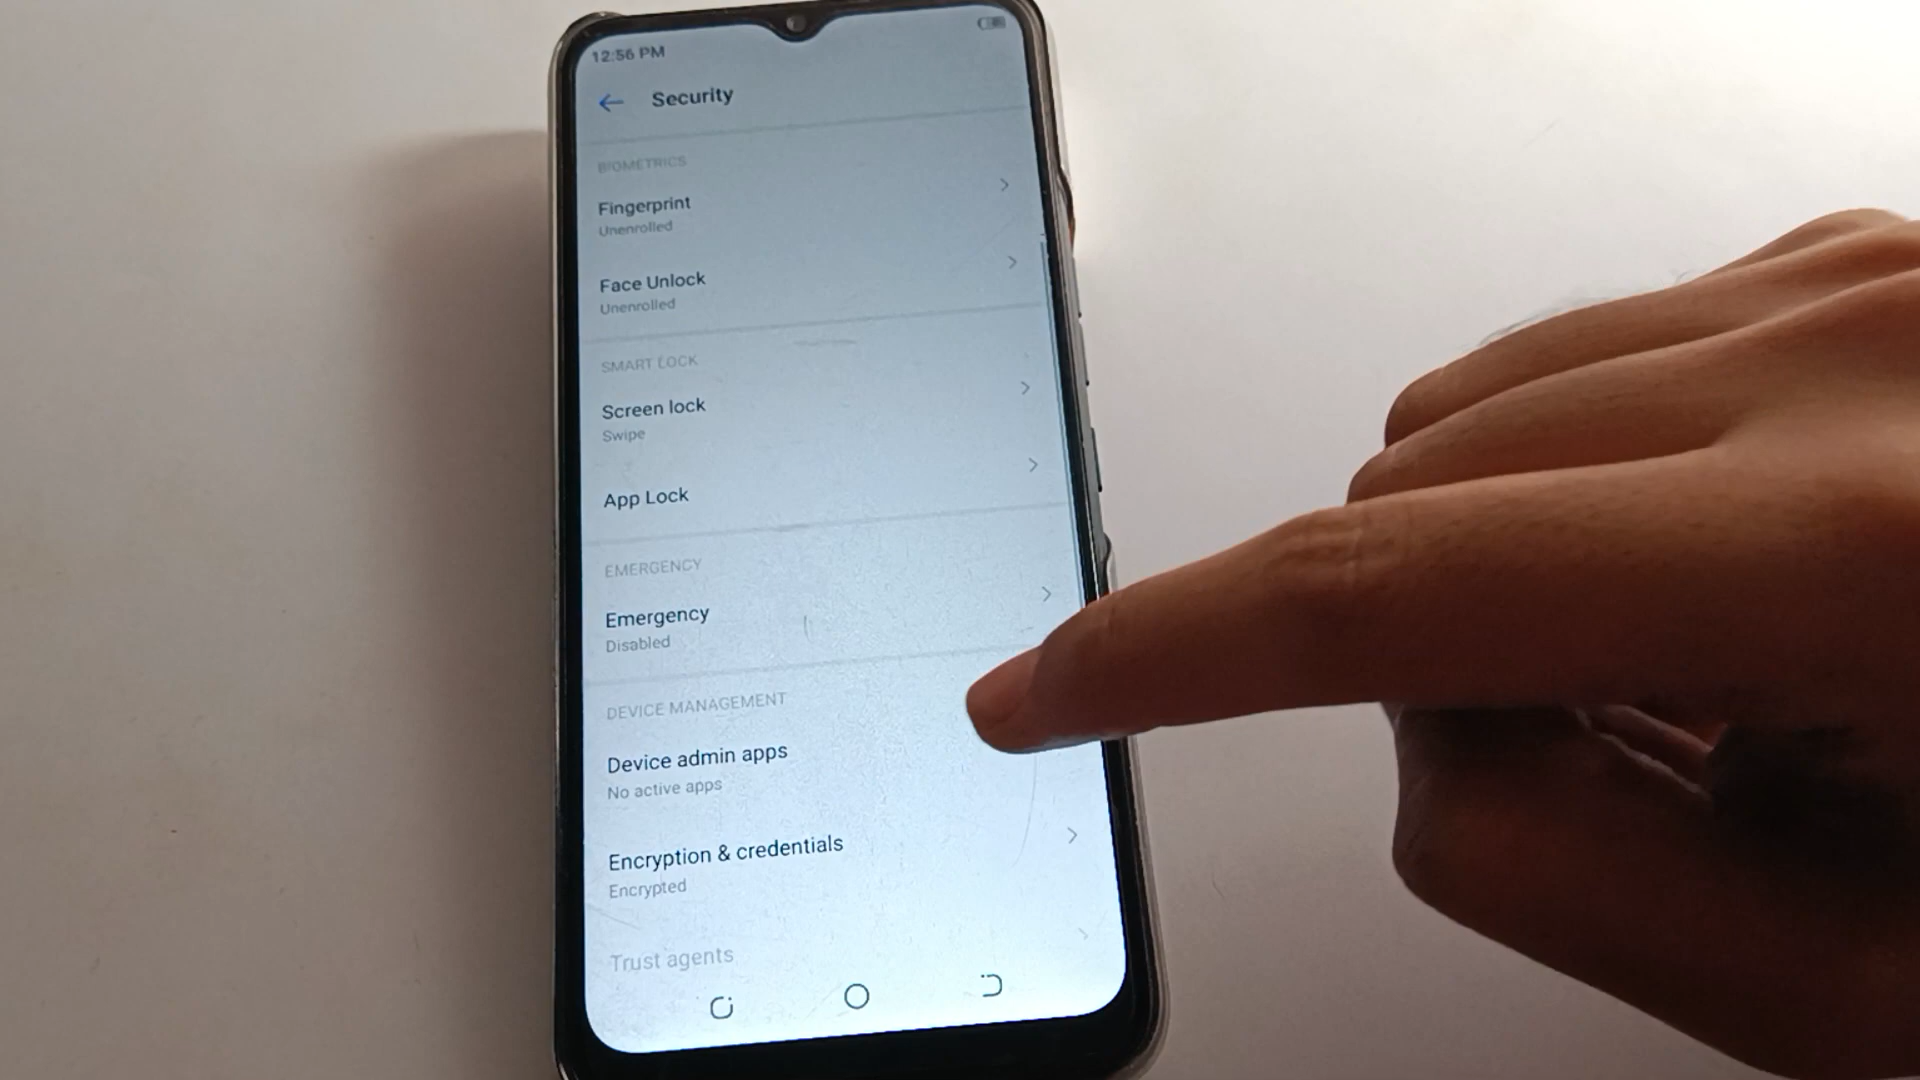 12:56 PM
Security
BIOMETRICS
Fingerprint
Unenrolled
Face Unlock
Unenrolled
SMART LOCK
Screen lock
Swipe
App Lock
EMERGENCY
Emergency
Disabled
DEVICE MANAGEMENT
Device admin apps
No active apps
Encryption & credentials
Encrypted
Trust agents